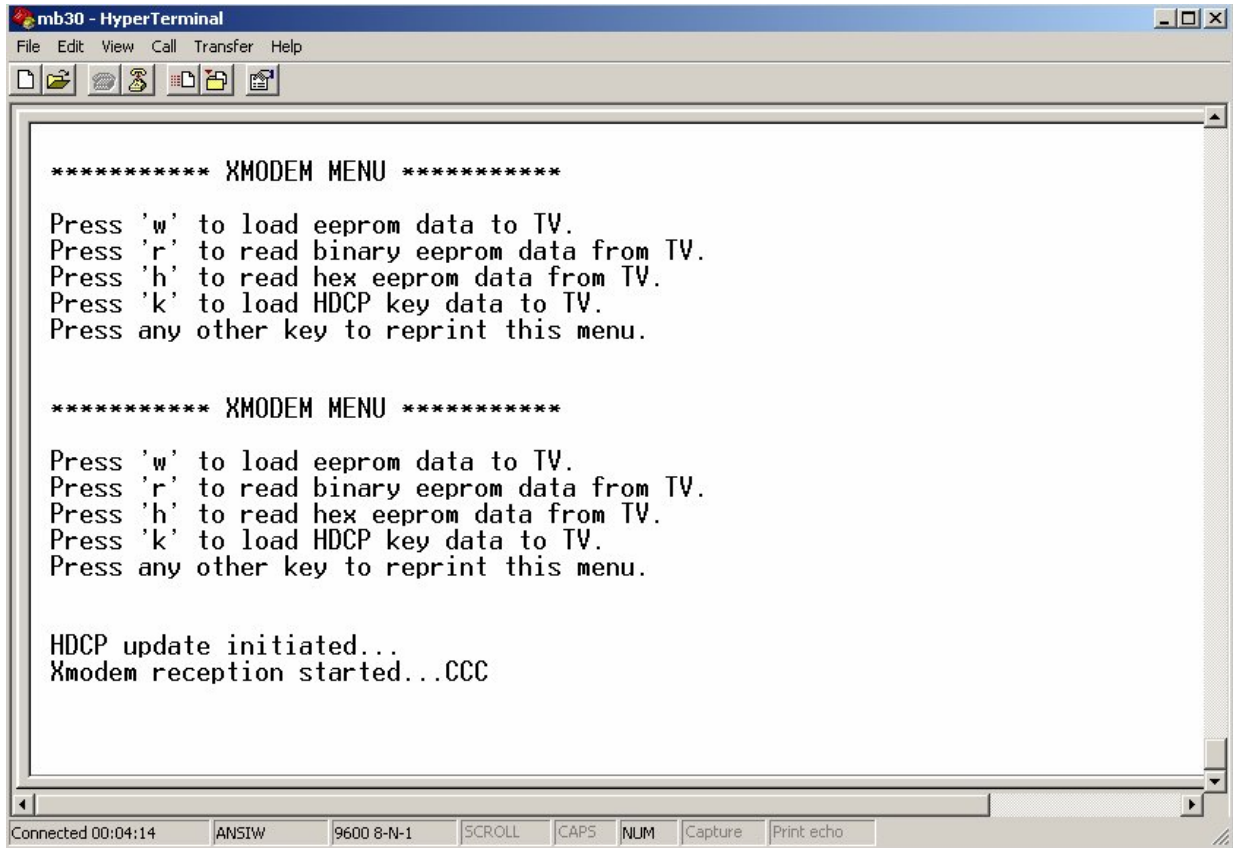 mb30 - HyperTerminal
File Edit View Call Transfer Help
*********** XMODEM MENU ***********
Press 'w' to load eeprom data to TV.
Press 'r' to read binary eeprom data from TV.
Press 'h' to read hex eeprom data from TV.
Press 'k' to load HDCP key data to TV.
Press any other key to reprint this menu.
*********** XMODEM MENU ***********
Press 'w' to load eeprom data to TV.
Press 'r' to read binary eeprom data from TV.
Press 'h' to read hex eeprom data from TV.
Press 'k' to load HDCP key data to TV.
Press any other key to reprint this menu.
HDCP update initiated...
Xmodem reception started...CCC
Connected 00:04:14 ANSIW 9600 8-N-1 SCROLL CAPS NUM Capture Print echo